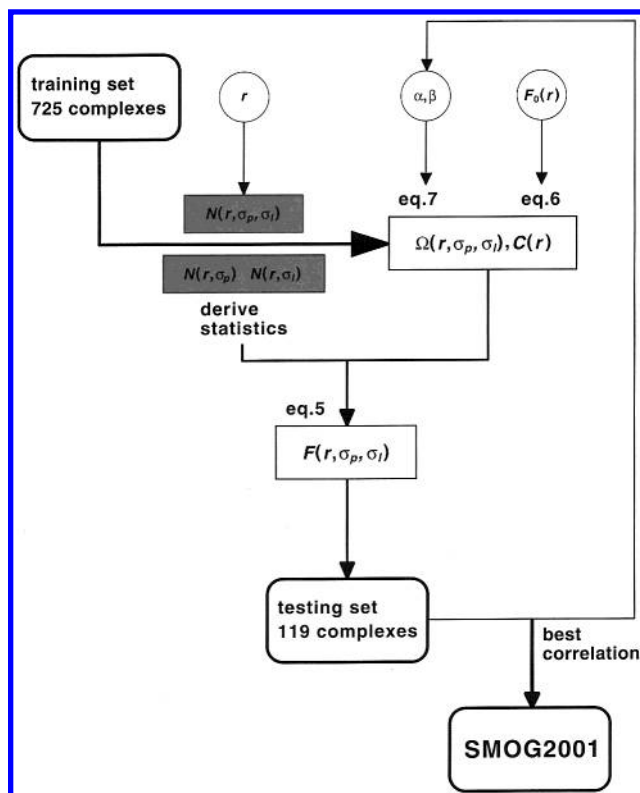 training set
725 complexes
r
α,β
F₀(r)
eq.7
eq.6
N(r,σₚ,σₗ)
Ω(r,σₚ,σₗ),C(r)
N(r,σₚ) N(r,σₗ)
derive
statistics
eq.5
F(r,σₚ,σₗ)
testing set
119 complexes
best
correlation
SMOG2001